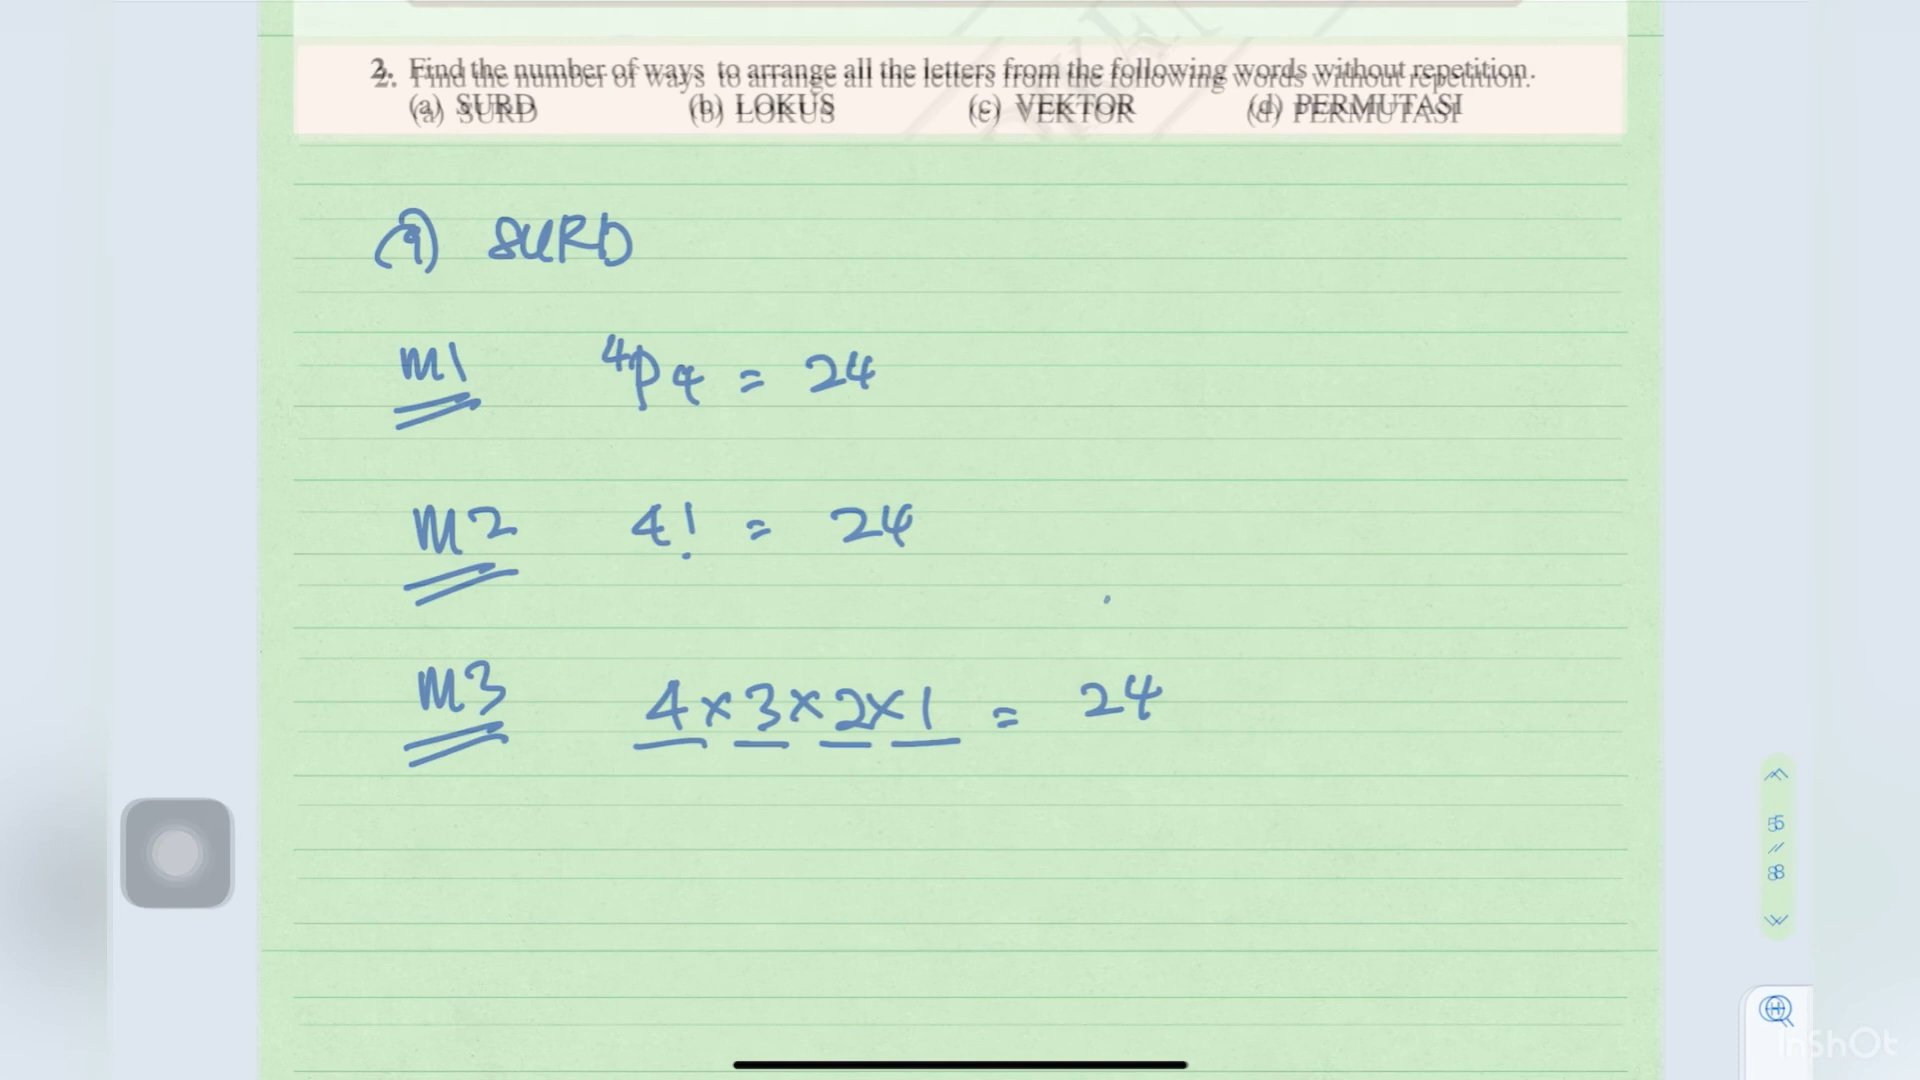 2. Find the number of ways to arrange all the letters from the following words without repetition.
(a) SURD (b) LOKUS (c) VEKTOR (d) PERMUTASI
(a) SURD
M1 ⁴P₄ = 24
M2 4! = 24
M3 4 × 3 × 2 × 1 = 24
InShOt